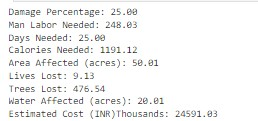 Damage Percentage: 25.00
Man Labor Needed: 248.03
Days Needed: 25.00
Calories Needed: 1191.12
Area Affected (acres): 50.01
Lives Lost: 9.13
Trees Lost: 476.54
Water Affected (acres): 20.01
Estimated Cost (INR)Thousands: 24591.03